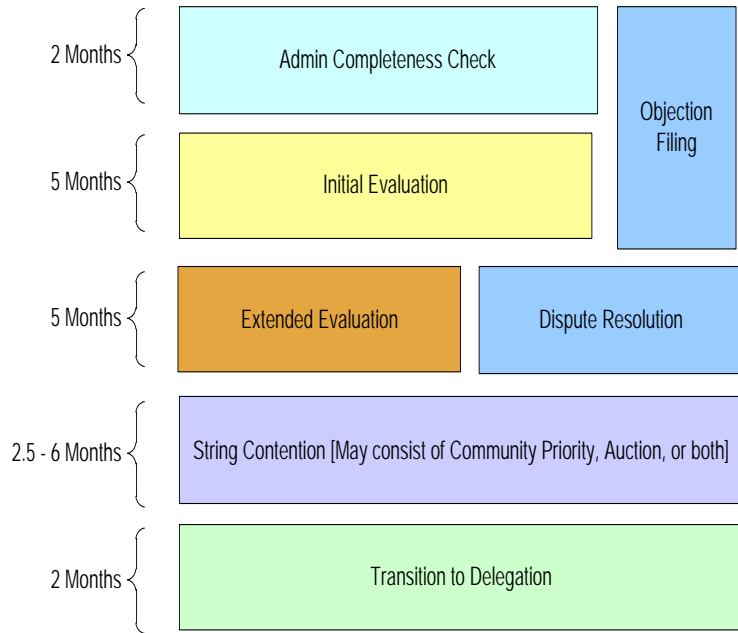 2 Months
Admin Completeness Check
Objection
Filing
5 Months
Initial Evaluation
5 Months
Extended Evaluation
Dispute Resolution
2.5 - 6 Months
String Contention [May consist of Community Priority, Auction, or both]
2 Months
Transition to Delegation